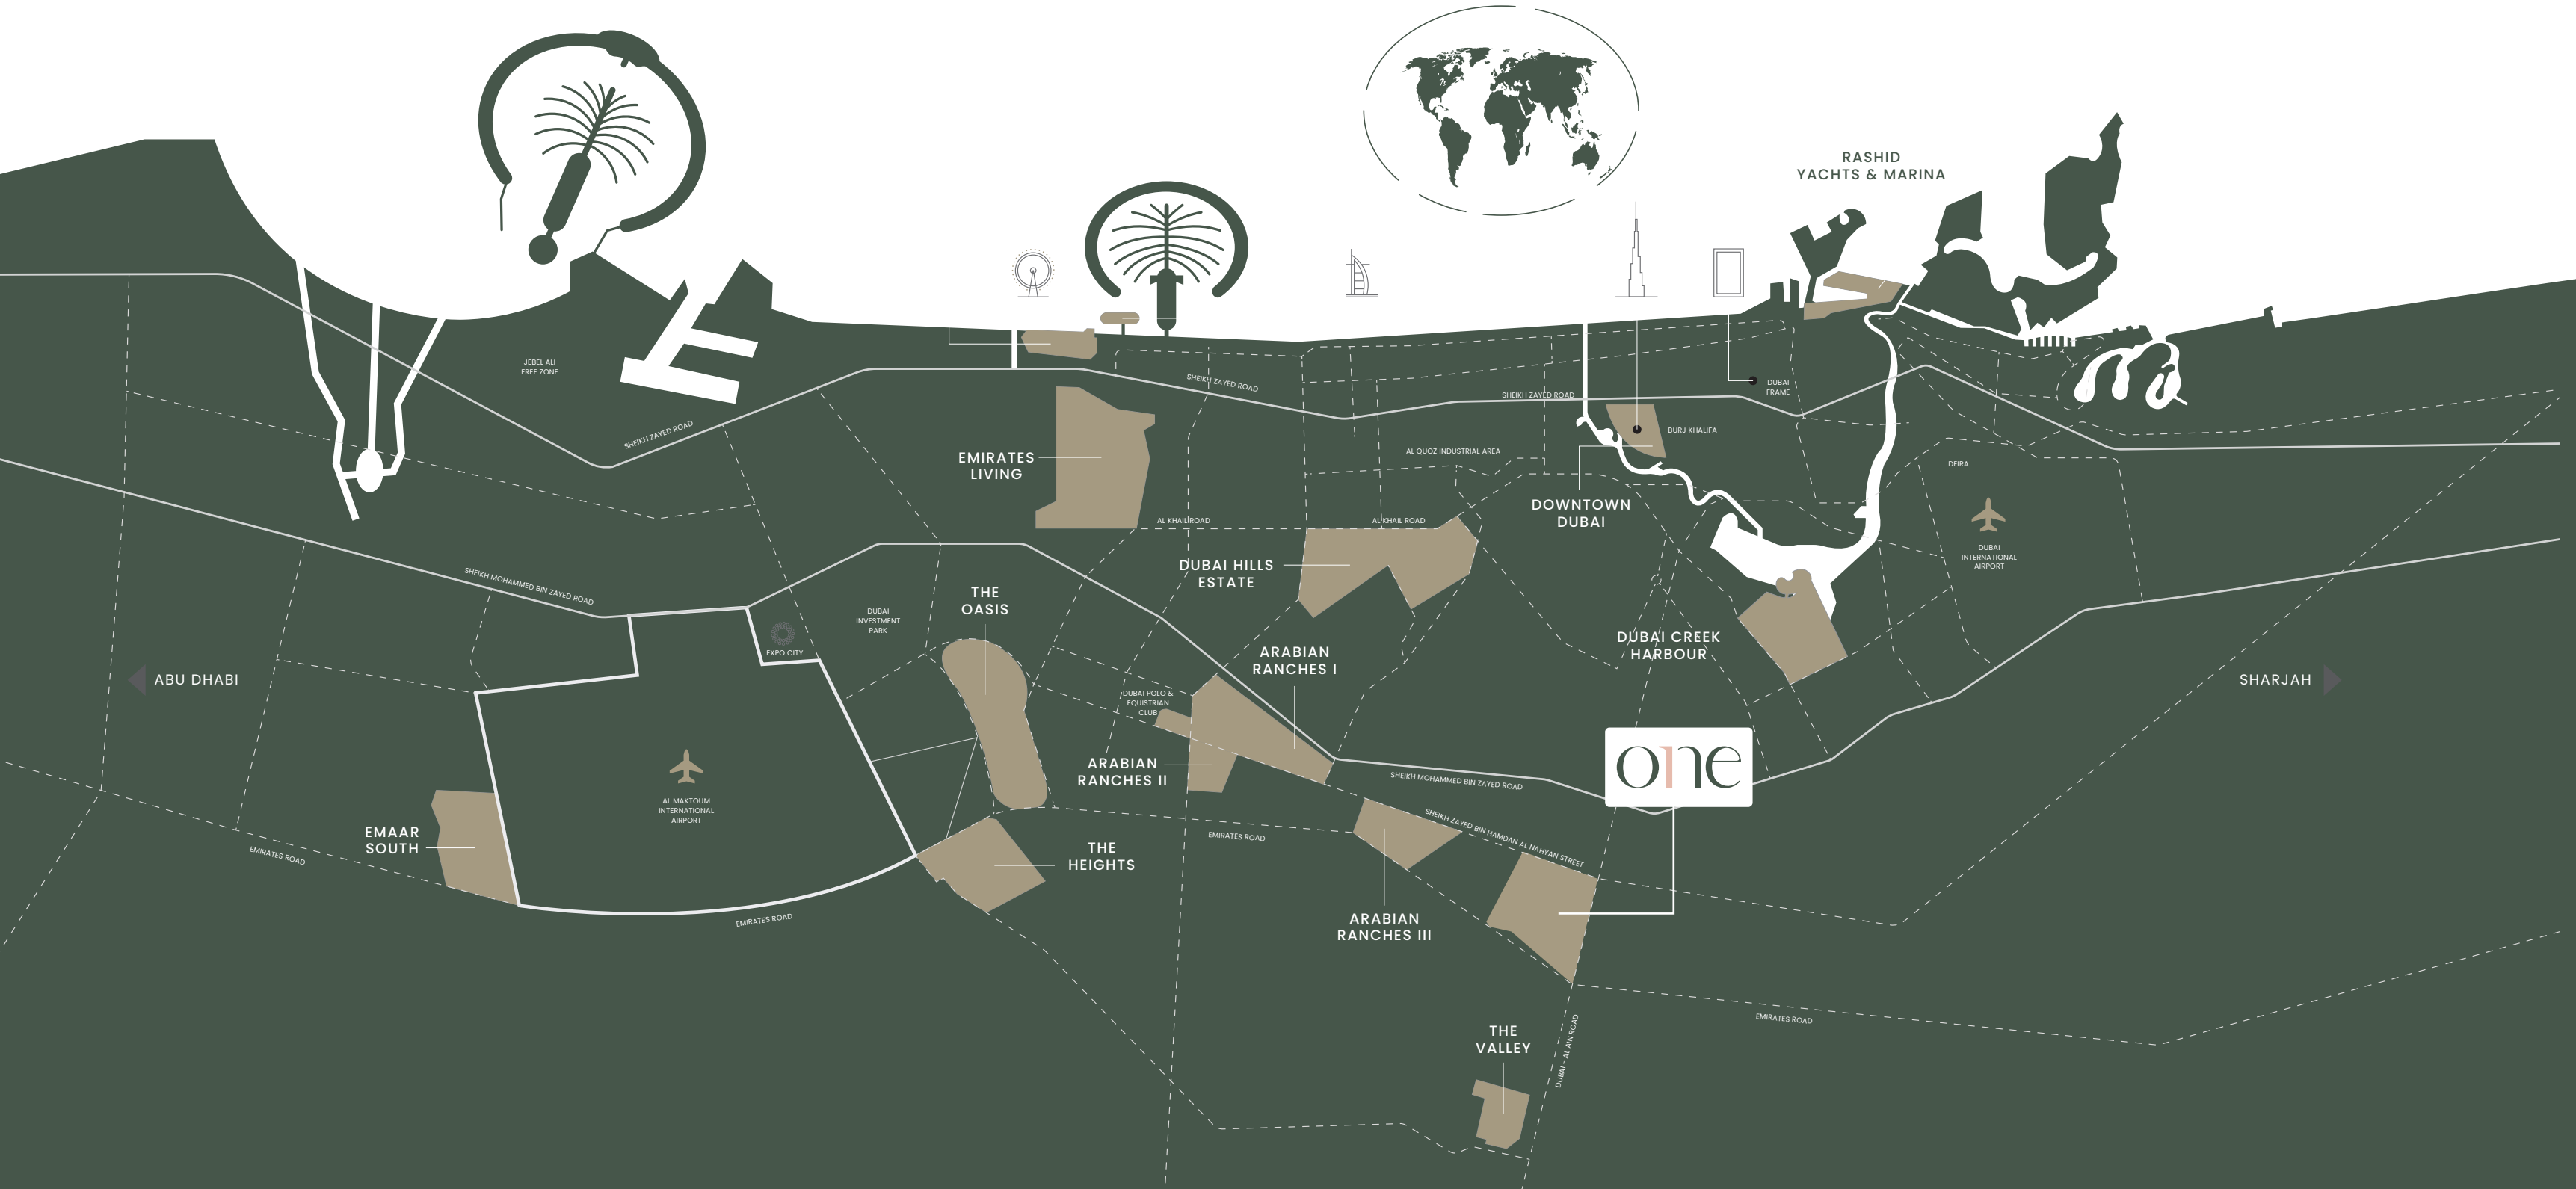 RASHID
YACHTS & MARINA
JEBEL ALI
FREE ZONE
SHEIKH ZAYED ROAD
SHEIKH ZAYED ROAD
SHEIKH ZAYED ROAD
DUBAI
FRAME
BURJ KHALIFA
EMIRATES
LIVING
AL QUOZ INDUSTRIAL AREA
DEIRA
DOWNTOWN
DUBAI
AL KHAIL ROAD
AL KHAIL ROAD
DUBAI
INTERNATIONAL
AIRPORT
DUBAI HILLS
ESTATE
SHEIKH MOHAMMED BIN ZAYED ROAD
THE
OASIS
DUBAI
INVESTMENT
PARK
EXPO CITY
DUBAI CREEK
HARBOUR
ARABIAN
RANCHES I
ABU DHABI
SHARJAH
DUBAI POLO &
EQUESTRIAN
CLUB
ARABIAN
RANCHES II
one
SHEIKH MOHAMMED BIN ZAYED ROAD
AL MAKTOUM
INTERNATIONAL
AIRPORT
EMAAR
SOUTH
EMIRATES ROAD
EMIRATES ROAD
SHEIKH ZAYED BIN HAMDAN AL NAHYAN STREET
THE
HEIGHTS
EMIRATES ROAD
ARABIAN
RANCHES III
EMIRATES ROAD
THE
VALLEY
DUBAI - AL AIN ROAD